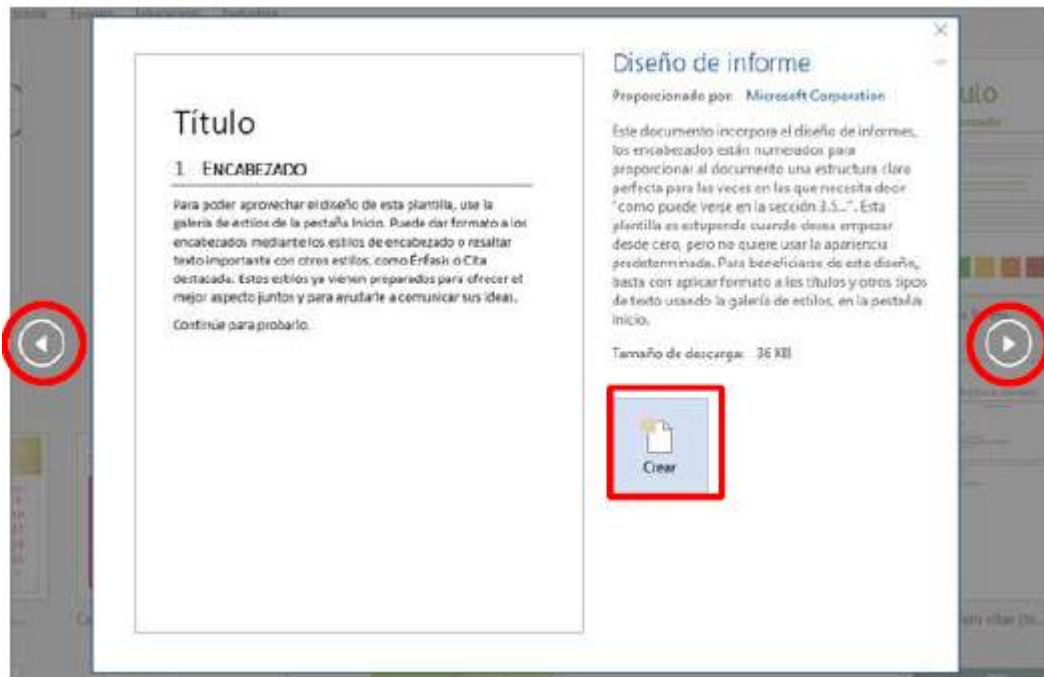 Título
1 ENCABEZADO
Para poder aprovechar el diseño de esta plantilla, use la
galería de estilos de la pestaña Inicio. Puede dar formato a los
encabezados mediante los estilos de encabezado o resaltar
texto importante con otros estilos, como Énfasis o Cita
destacada. Estos estilos ya vienen preparados para ofrecer el
mejor aspecto juntos y para ayudarle a comunicar sus ideas.
Continúe para probarlo.
Diseño de informe
Proporcionado por: Microsoft Corporation
Este documento incorpora el diseño de informes,
los encabezados están numerados para
proporcionar al documento una estructura clara
perfecta para las veces en las que necesita decir
"como puede verse en la sección 3.5...". Esta
plantilla es estupenda cuando desea empezar
desde cero, pero no quiere usar la apariencia
predeterminada. Para beneficiarse de este diseño,
basta con aplicar formato a los títulos y otros tipos
de texto usando la galería de estilos, en la pestaña
Inicio.
Tamaño de descarga: 36 KB
Crear